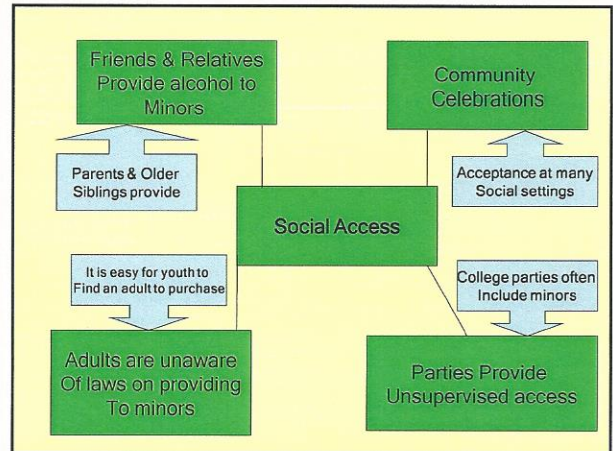 Friends & Relatives
Provide alcohol to
Minors
Community
Celebrations
Parents & Older
Siblings provide
Acceptance at many
Social settings
Social Access
It is easy for youth to
Find an adult to purchase
College parties often
Include minors
Adults are unaware
Of laws on providing
To minors
Parties Provide
Unsupervised access